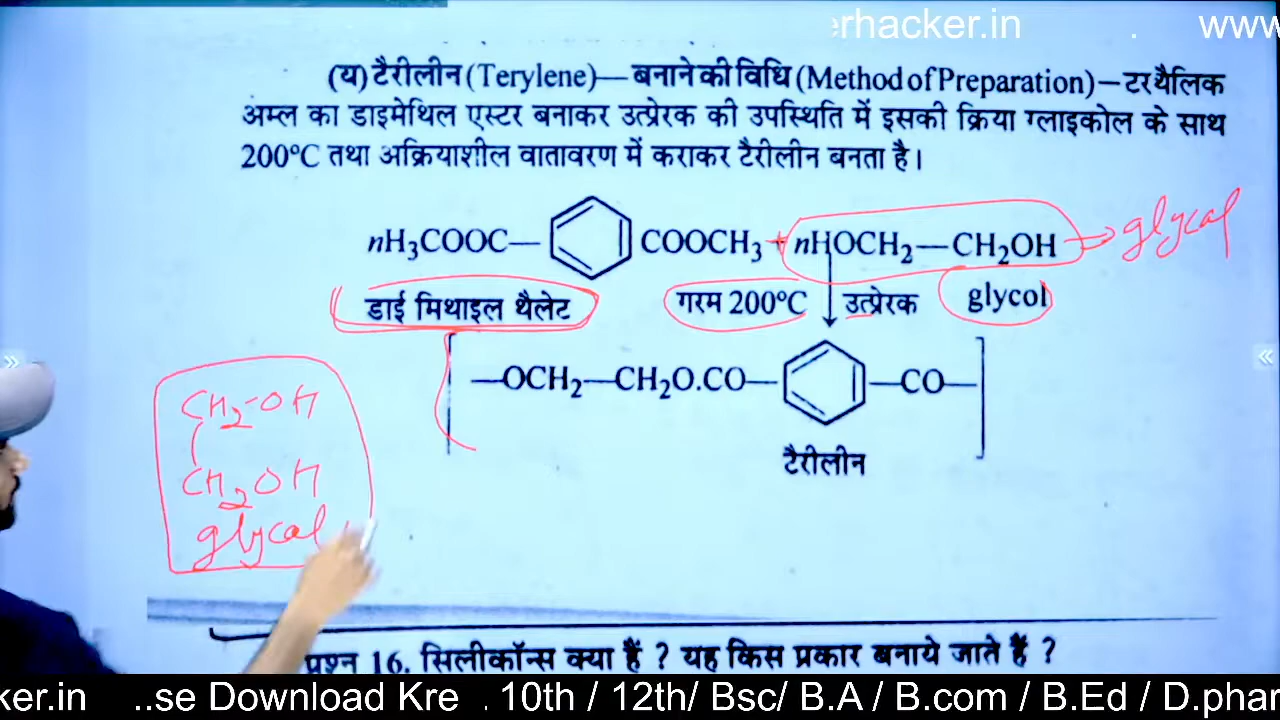 erhacker.in . www
(य) टैरीलीन (Terylene)—बनाने की विधि (Method of Preparation)–टरथैलिक
अम्ल का डाइमेथिल एस्टर बनाकर उत्प्रेरक की उपस्थिति में इसकी क्रिया ग्लाइकोल के साथ
200°C तथा अक्रियाशील वातावरण में कराकर टैरीलीन बनता है।
nH₃COOC— COOCH₃ + nHOCH₂—CH₂OH → glycol
डाई मिथाइल थैलेट गरम 200°C उत्प्रेरक glycol
—OCH₂—CH₂O.CO— —CO—
टैरीलीन
CH₂-OH
CH₂OH
glycol
प्रश्न 16. सिलीकॉन्स क्या हैं ? यह किस प्रकार बनाये जाते हैं ?
ker.in ..se Download Kre . 10th / 12th/ Bsc/ B.A / B.com / B.Ed / D.phar